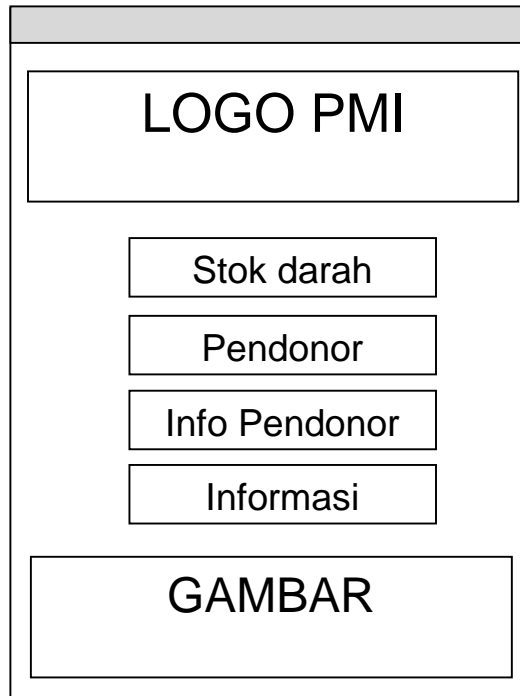 LOGO PMI
Stok darah
Pendonor
Info Pendonor
Informasi
GAMBAR